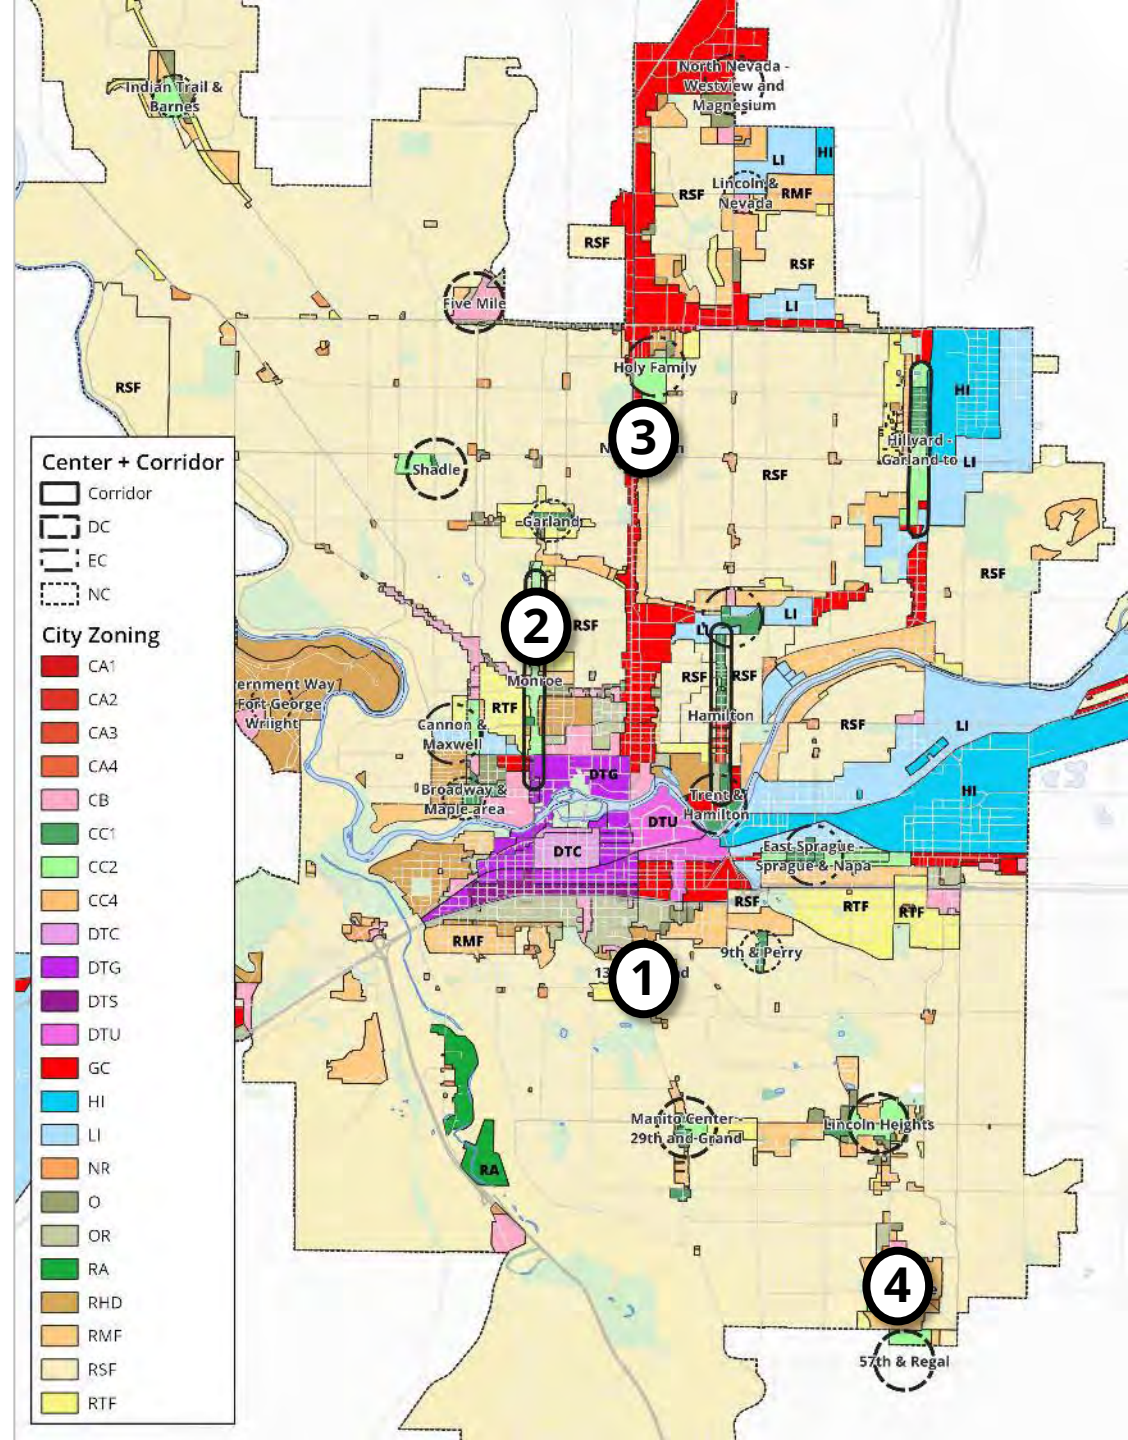 North Nevada -
Westview and
Magnesium
Indian Trail &
Barnes
LI
HI
RSF
Lincoln &
Nevada
RMF
RSF
RSF
Five Mile
LI
Holy Family
RSF
HI
3
Hillyard -
Garland to
LI
Shadle
RSF
Garland
RSF
2
RSF
LI
RSF
RSF
Monroe
ernment Way
Fort George
Wriight
RTF
Hamilton
Cannon &
Maxwell
RSF
LI
DTG
Broadway &
Maple area
Trent &
Hamilton
HI
DTU
DTC
East Sprague -
Sprague & Napa
RSF
RTF
RTF
RMF
9th & Perry
1
13
d
Manito Center -
29th and Grand
Lincoln Heights
RA
4
57th & Regal
Center + Corridor
Corridor
DC
EC
NC
City Zoning
CA1
CA2
CA3
CA4
CB
CC1
CC2
CC4
DTC
DTG
DTS
DTU
GC
HI
LI
NR
O
OR
RA
RHD
RMF
RSF
RTF